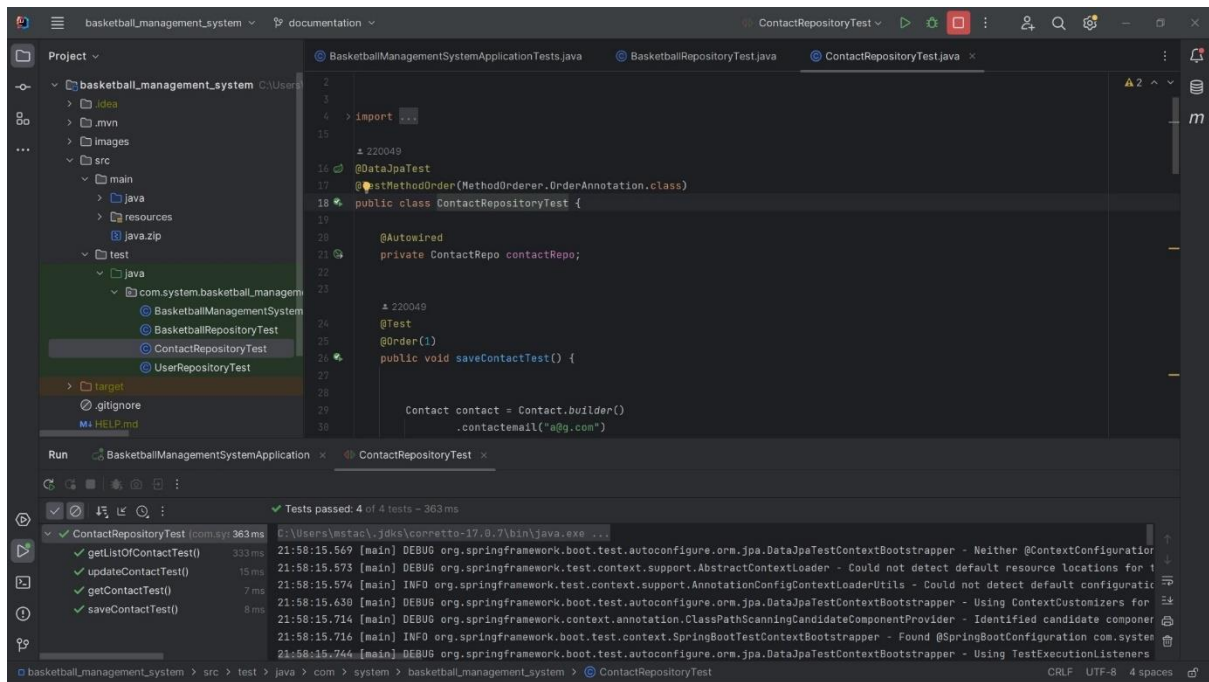 basketball_management_system documentation ContactRepositoryTest
Project
BasketballManagementSystemApplicationTests.java BasketballRepositoryTest.java ContactRepositoryTest.java
basketball_management_system C:\Users
.idea
.mvn
images
src
main
java
resources
java.zip
test
java
com.system.basketball_managem
BasketballManagementSystem
BasketballRepositoryTest
ContactRepositoryTest
UserRepositoryTest
target
.gitignore
M↓ HELP.md
2
3
4 import ...
15
220049
16 @DataJpaTest
17 @TestMethodOrder(MethodOrderer.OrderAnnotation.class)
18 public class ContactRepositoryTest {
19
20 @Autowired
21 private ContactRepo contactRepo;
22
23
220049
24 @Test
25 @Order(1)
26 public void saveContactTest() {
27
28
29 Contact contact = Contact.builder()
30 .contactemail("a@g.com")
2
m
Run BasketballManagementSystemApplication ContactRepositoryTest
Tests passed: 4 of 4 tests – 363 ms
ContactRepositoryTest (com.sys 363 ms
getListOfContactTest() 333 ms
updateContactTest() 15 ms
getContactTest() 7 ms
saveContactTest() 8 ms
C:\Users\mstac\.jdks\corretto-17.0.7\bin\java.exe ...
21:58:15.569 [main] DEBUG org.springframework.boot.test.autoconfigure.orm.jpa.DataJpaTestContextBootstrapper - Neither @ContextConfiguration
21:58:15.573 [main] DEBUG org.springframework.test.context.support.AbstractContextLoader - Could not detect default resource locations for t
21:58:15.574 [main] INFO org.springframework.test.context.support.AnnotationConfigContextLoaderUtils - Could not detect default configuratio
21:58:15.630 [main] DEBUG org.springframework.boot.test.autoconfigure.orm.jpa.DataJpaTestContextBootstrapper - Using ContextCustomizers for
21:58:15.714 [main] DEBUG org.springframework.context.annotation.ClassPathScanningCandidateComponentProvider - Identified candidate componen
21:58:15.716 [main] INFO org.springframework.boot.test.context.SpringBootTestContextBootstrapper - Found @SpringBootConfiguration com.system
21:58:15.744 [main] DEBUG org.springframework.boot.test.autoconfigure.orm.jpa.DataJpaTestContextBootstrapper - Using TestExecutionListeners
basketball_management_system > src > test > java > com > system > basketball_management_system > ContactRepositoryTest CRLF UTF-8 4 spaces